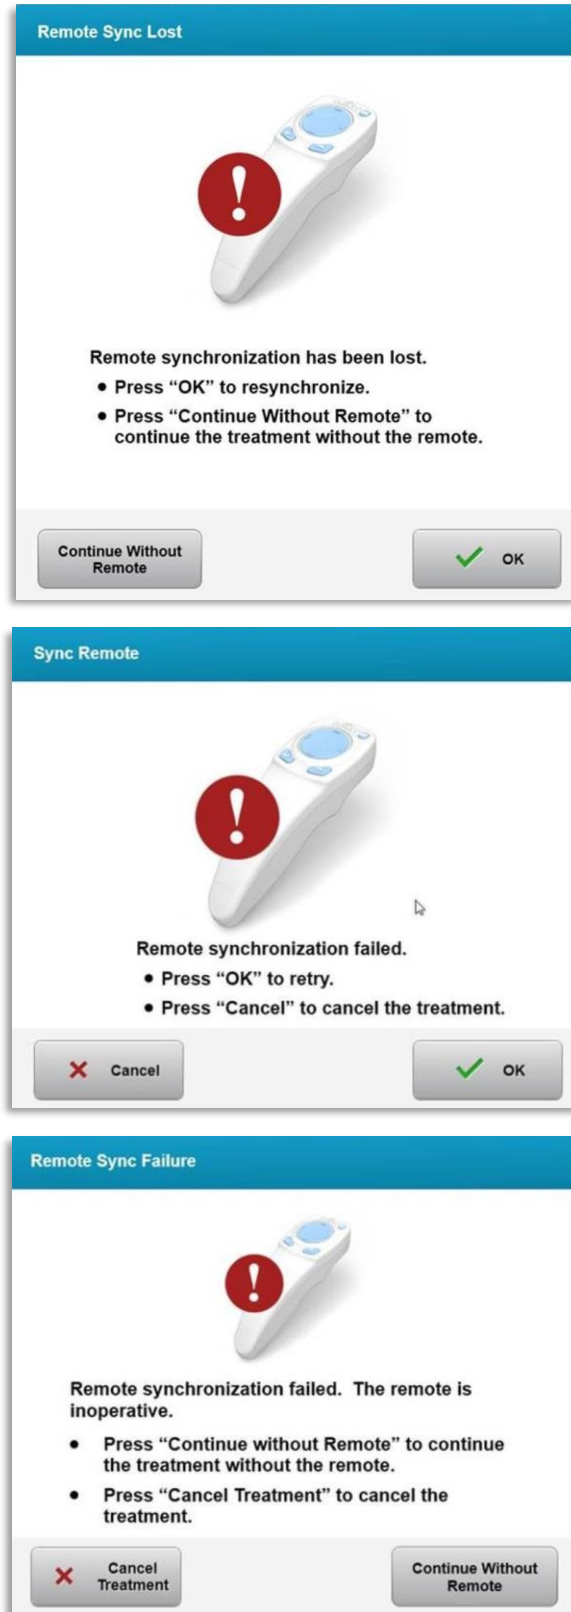 Remote Sync Lost
Remote synchronization has been lost.
• Press “OK” to resynchronize.
• Press “Continue Without Remote” to
continue the treatment without the remote.
Continue Without
Remote
OK
Sync Remote
Remote synchronization failed.
• Press “OK” to retry.
• Press “Cancel” to cancel the treatment.
Cancel
OK
Remote Sync Failure
Remote synchronization failed. The remote is
inoperative.
• Press “Continue without Remote” to continue
the treatment without the remote.
• Press “Cancel Treatment” to cancel the
treatment.
Cancel
Treatment
Continue Without
Remote